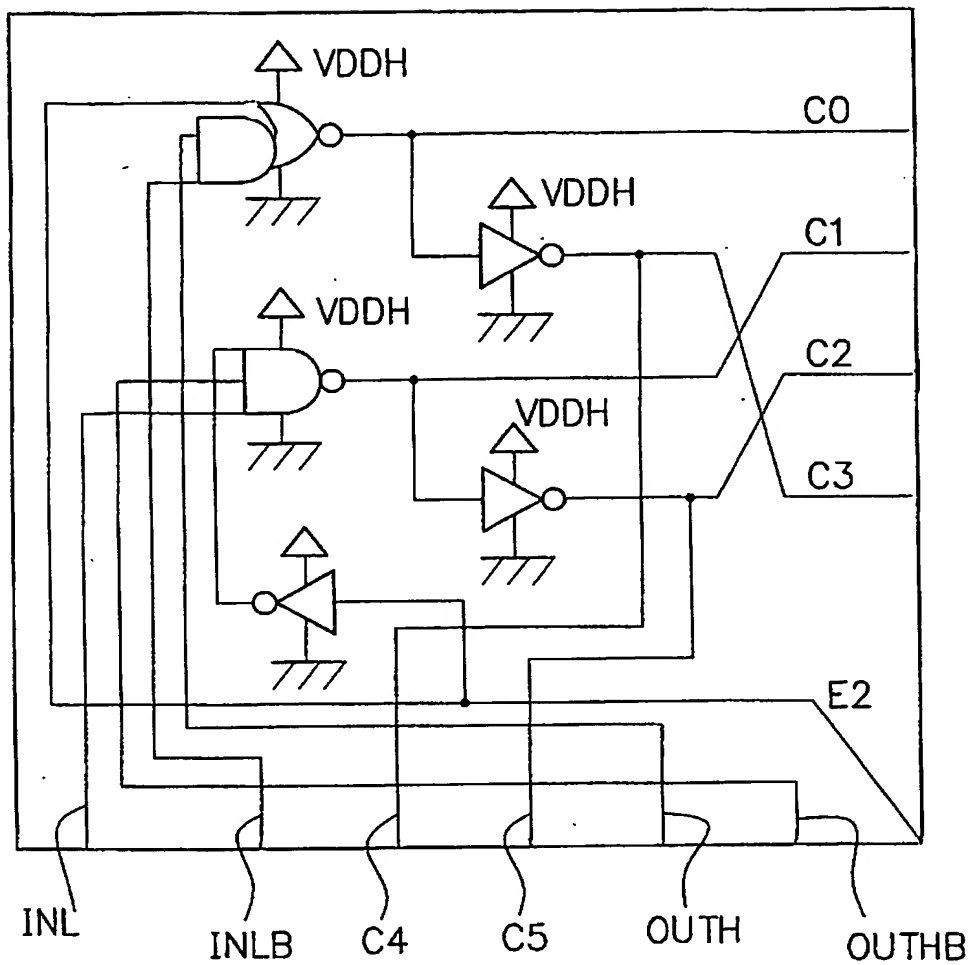 VDDH
C0
VDDH
C1
VDDH
C2
VDDH
C3
E2
INL
INLB
C4
C5
OUTH
OUTHB